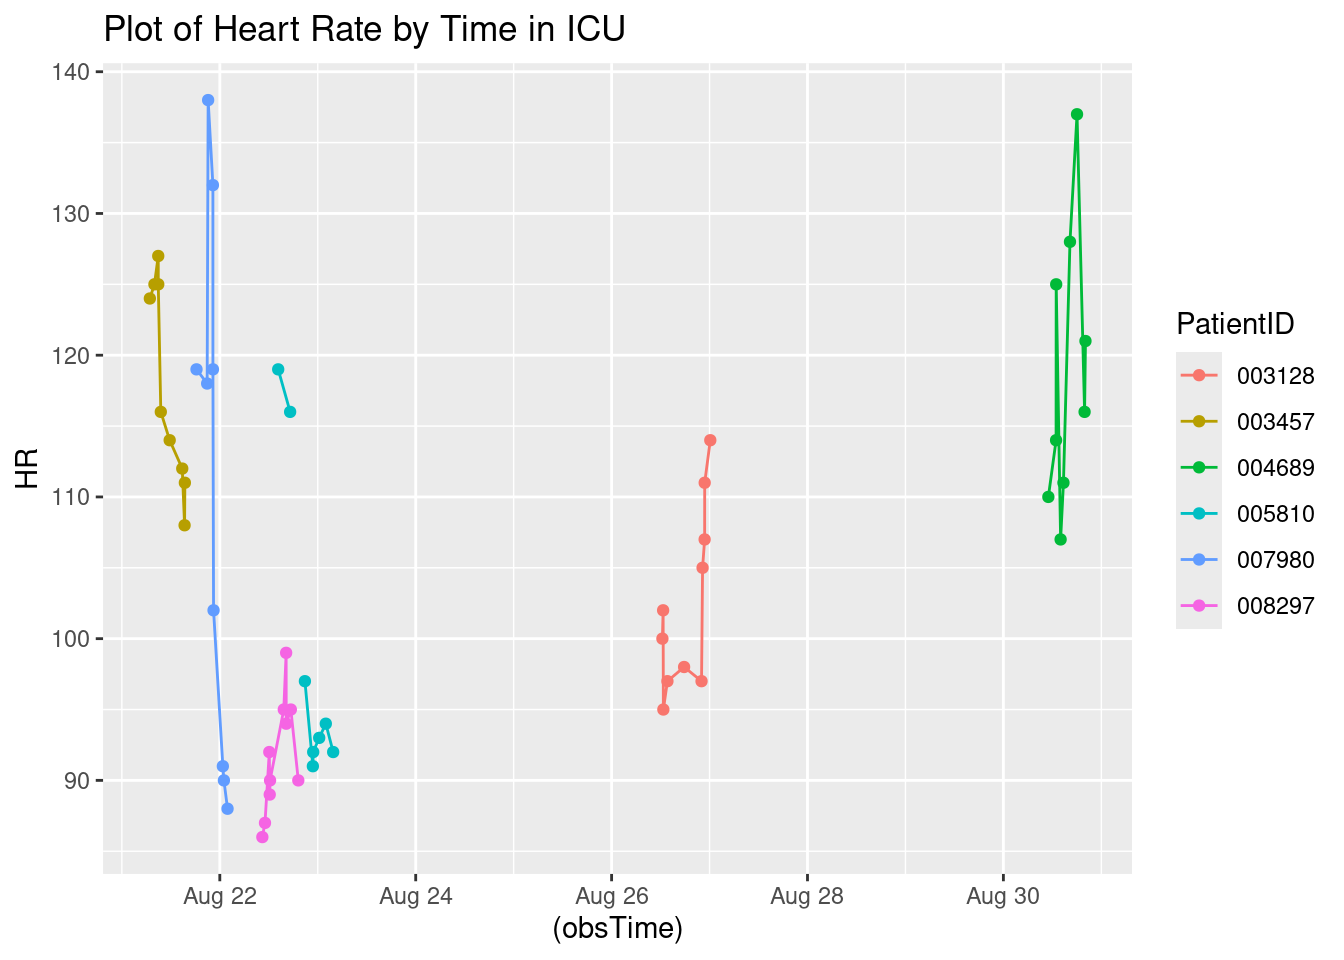 Plot of Heart Rate by Time in ICU
140
130
120
110
100
90
HR
Aug 22
Aug 24
Aug 26
Aug 28
Aug 30
(obsTime)
PatientID
003128
003457
004689
005810
007980
008297